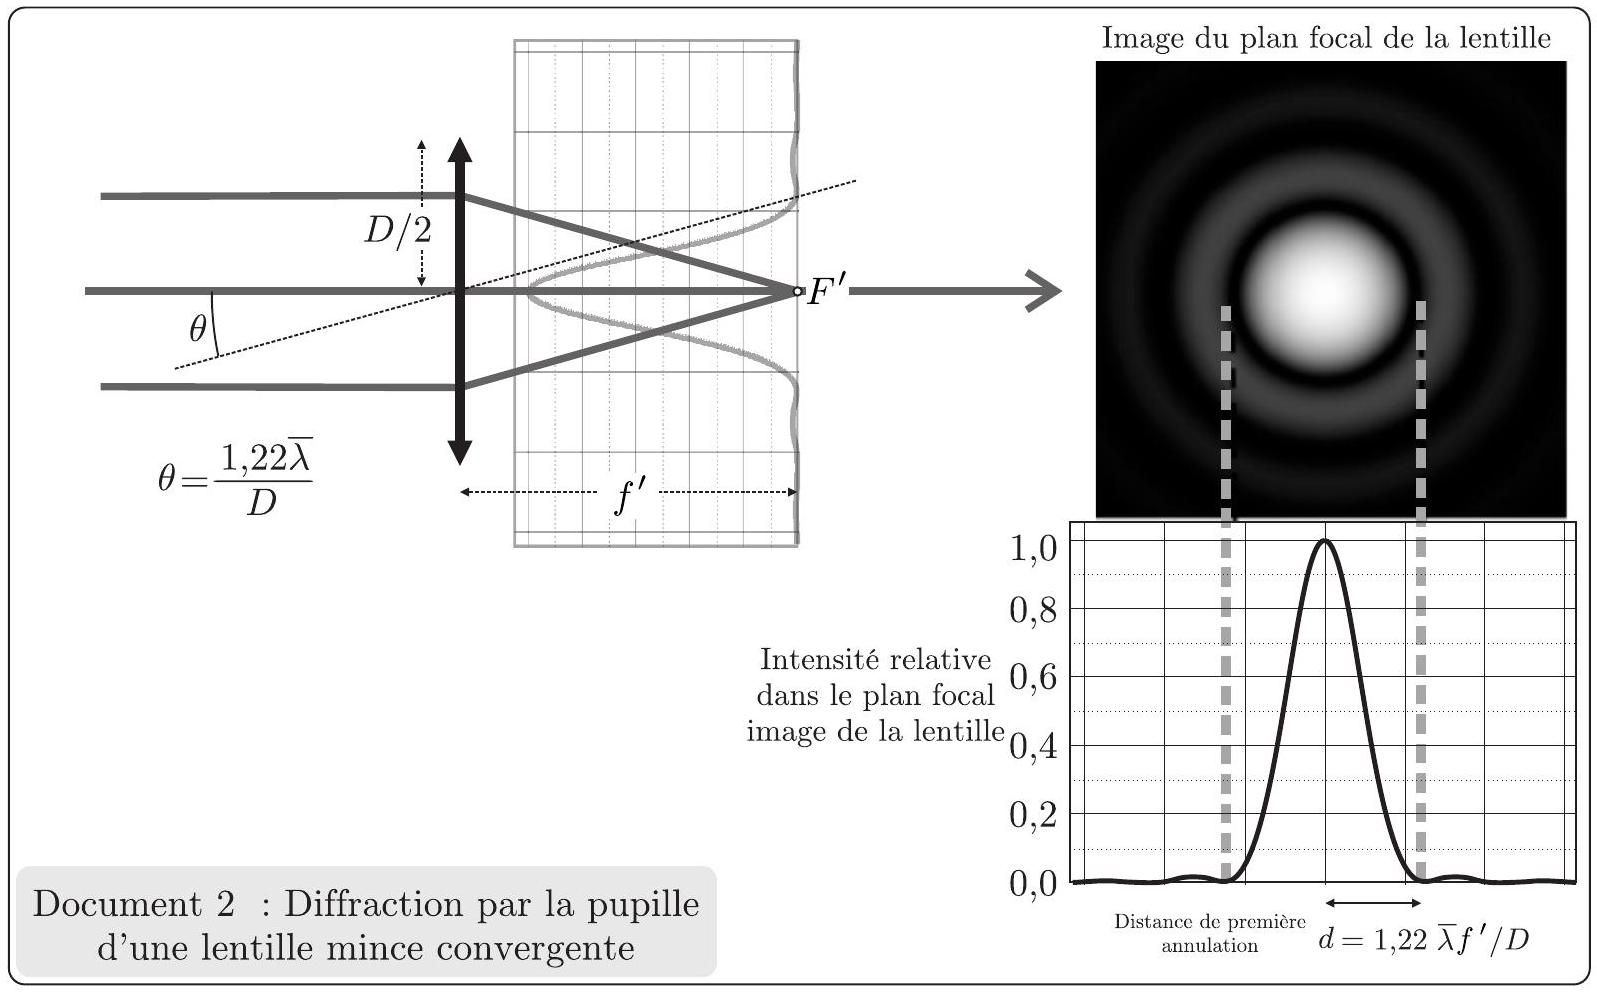 Image du plan focal de la lentille
D/2
θ
F′
θ = 1,22λ̅ / D
f′
1,0
0,8
0,6
0,4
0,2
0,0
Intensité relative
dans le plan focal
image de la lentille
Distance de première
annulation
d = 1,22 λ̅f ′/D
Document 2 : Diffraction par la pupille
d'une lentille mince convergente